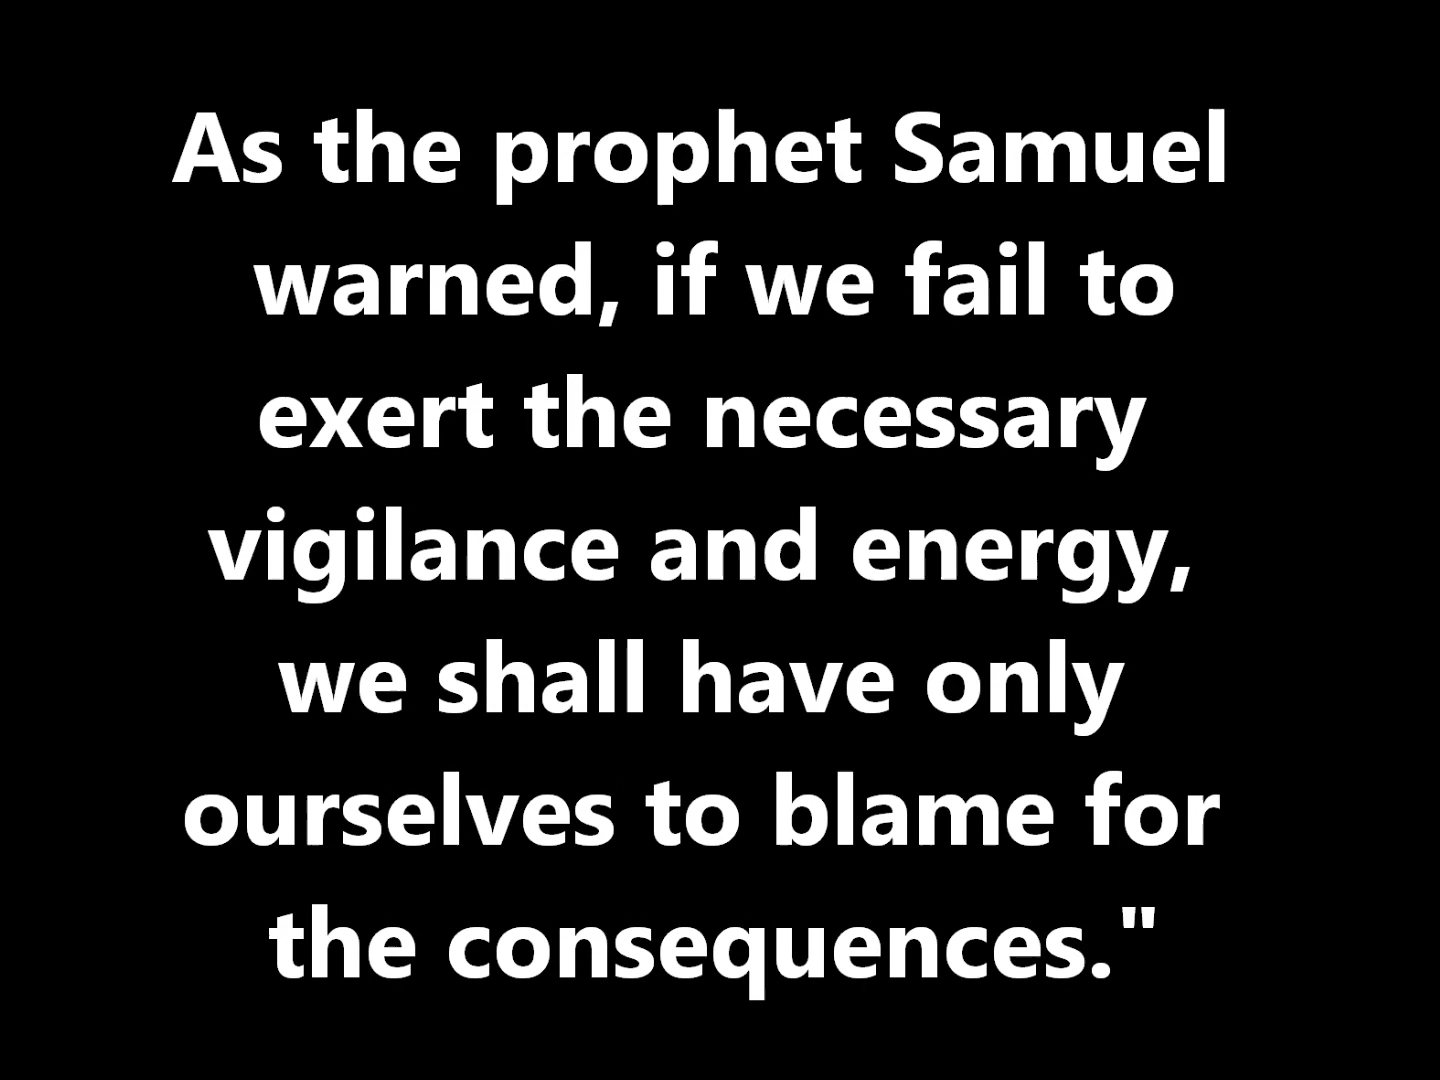 As the prophet Samuel
warned, if we fail to
exert the necessary
vigilance and energy,
we shall have only
ourselves to blame for
the consequences."